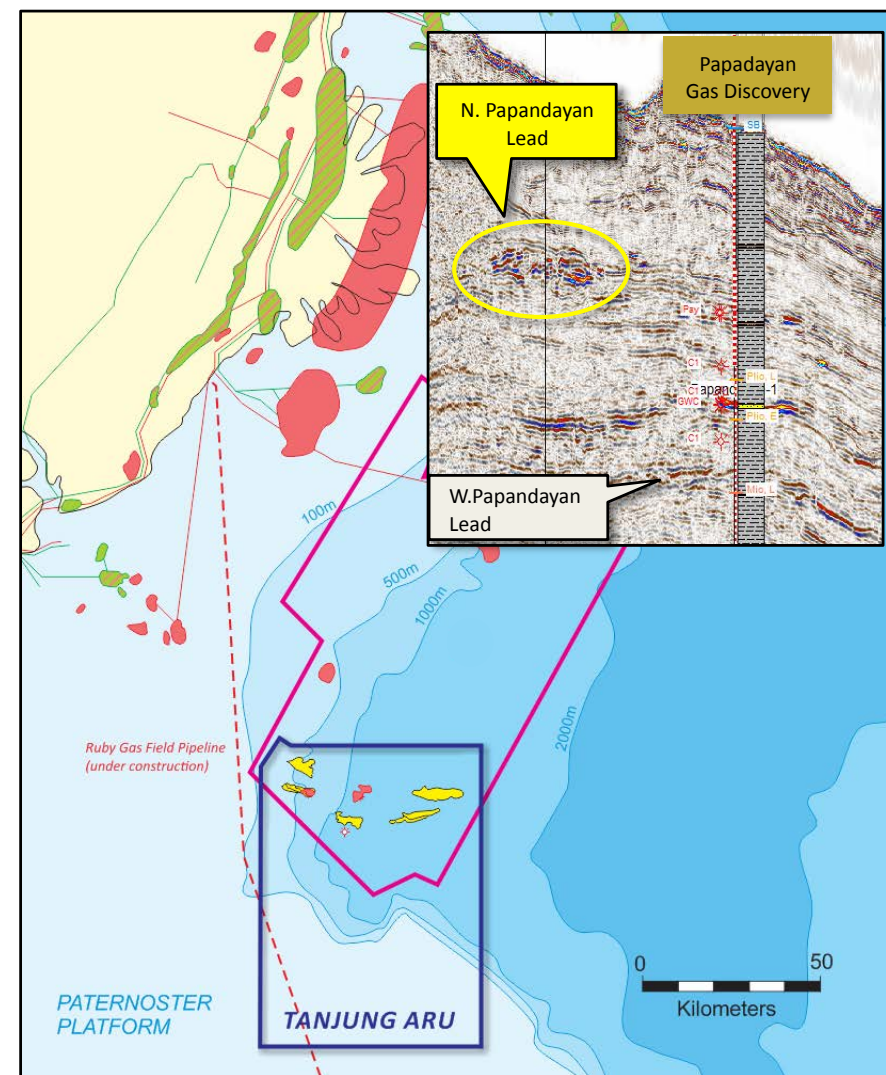 Papadayan
Gas Discovery
N. Papandayan
Lead
SB
Pay
C1
Plio. L
C1
GWC
Plio. E
C1
Mio. L
W.Papandayan
Lead
100m
500m
1000m
2000m
Ruby Gas Field Pipeline
(under construction)
0 50
Kilometers
PATERNOSTER
PLATFORM
TANJUNG ARU